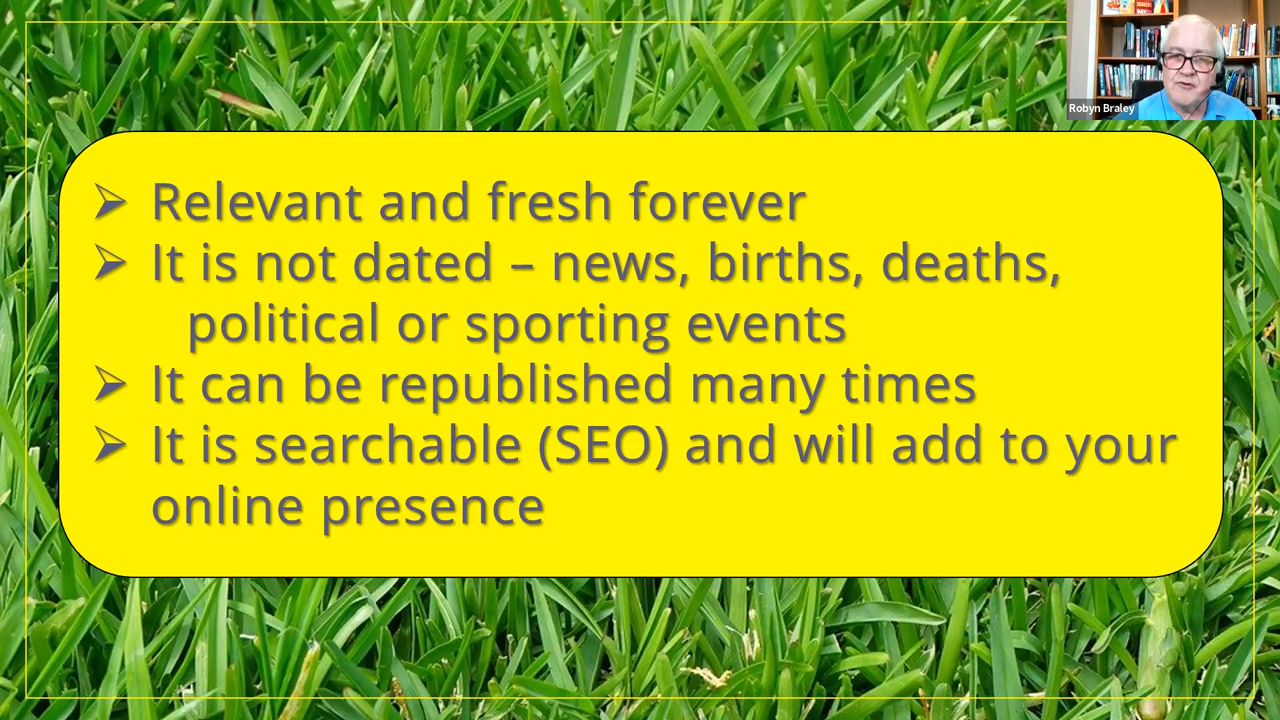 Robyn Braley
➢ Relevant and fresh forever
➢ It is not dated – news, births, deaths,
political or sporting events
➢ It can be republished many times
➢ It is searchable (SEO) and will add to your
online presence